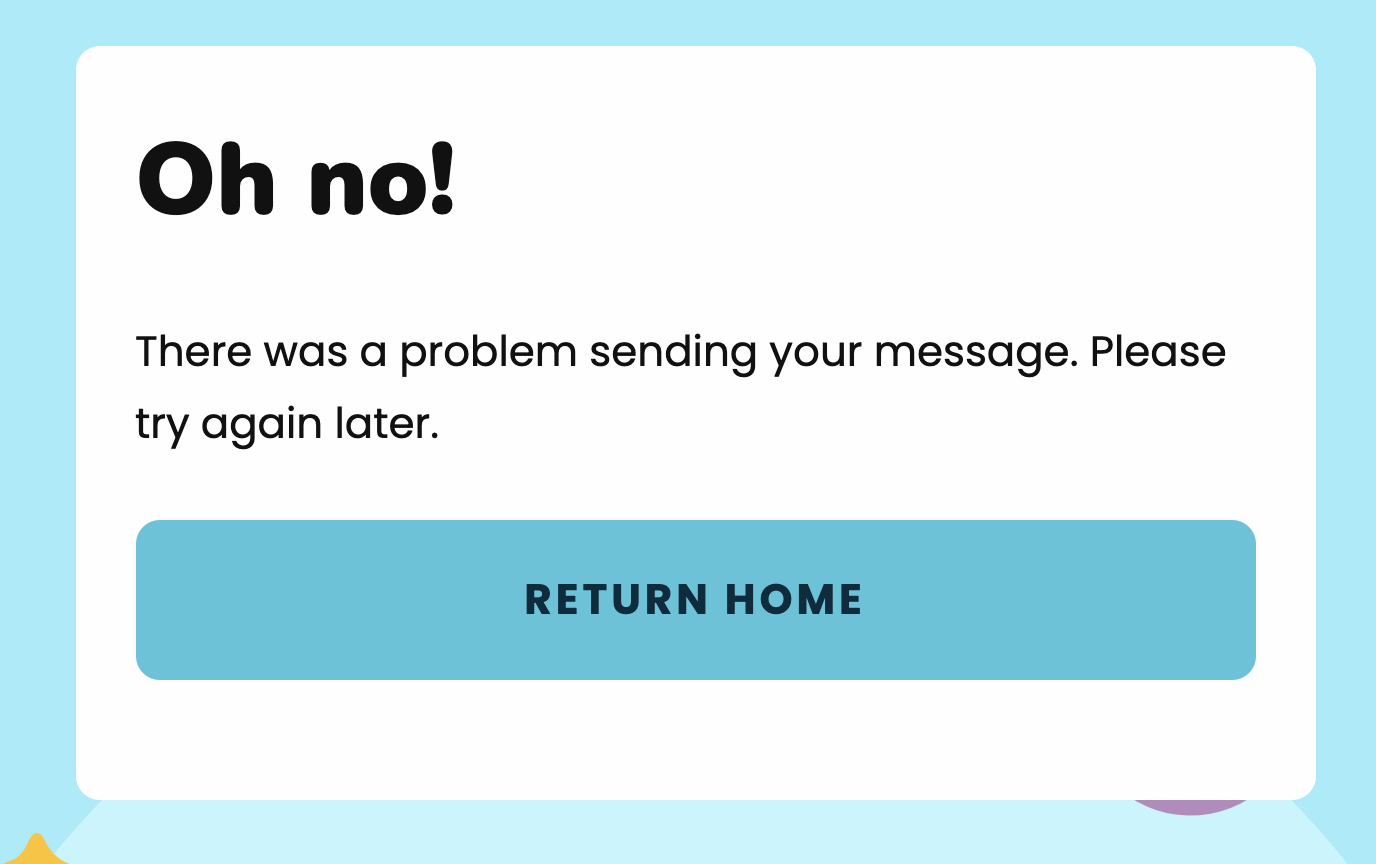 Oh no!
There was a problem sending your message. Please
try again later.
RETURN HOME